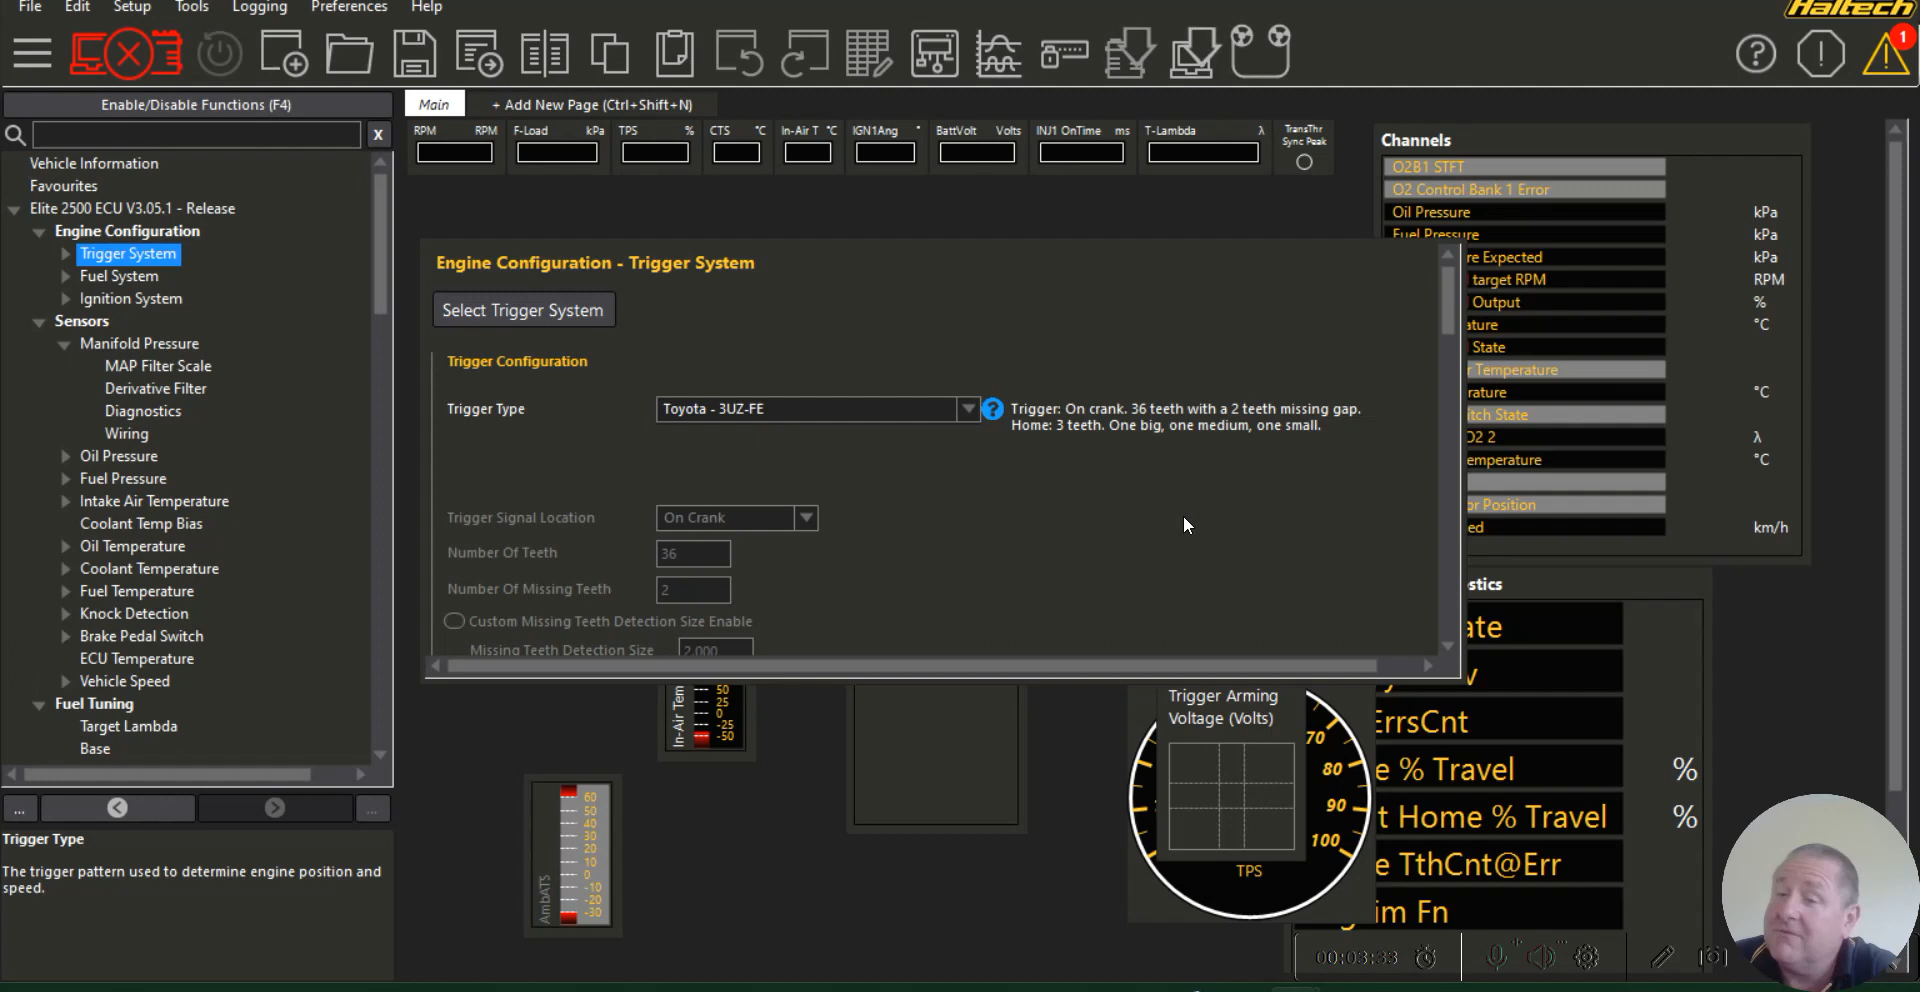 File Edit Setup Tools Logging Preferences Help
Haltech
1
Enable/Disable Functions (F4)
Main + Add New Page (Ctrl+Shift+N)
X
RPM RPM F-Load kPa TPS % CTS °C In-Air T °C IGN1Ang ° BattVolt Volts INJ1 OnTime ms T-Lambda λ TransThr
Sync Peak
Vehicle Information
Favourites
Elite 2500 ECU V3.05.1 - Release
Engine Configuration
Trigger System
Fuel System
Ignition System
Sensors
Manifold Pressure
MAP Filter Scale
Derivative Filter
Diagnostics
Wiring
Oil Pressure
Fuel Pressure
Intake Air Temperature
Coolant Temp Bias
Oil Temperature
Coolant Temperature
Fuel Temperature
Knock Detection
Brake Pedal Switch
ECU Temperature
Vehicle Speed
Fuel Tuning
Target Lambda
Base
... ...
Trigger Type
The trigger pattern used to determine engine position and
speed.
Engine Configuration - Trigger System
Select Trigger System
Trigger Configuration
Trigger Type Toyota - 3UZ-FE ? Trigger: On crank. 36 teeth with a 2 teeth missing gap.
Home: 3 teeth. One big, one medium, one small.
Trigger Signal Location On Crank
Number Of Teeth 36
Number Of Missing Teeth 2
Custom Missing Teeth Detection Size Enable
Missing Teeth Detection Size 2.000
Channels
O2B1 STFT
O2 Control Bank 1 Error
Oil Pressure kPa
Fuel Pressure kPa
re Expected kPa
target RPM RPM
Output %
ature °C
State
r Temperature
rature °C
itch State
O2 2 λ
emperature °C
or Position
ed km/h
stics
ate
v
ErrsCnt
e % Travel %
t Home % Travel %
e TthCnt@Err
im Fn
In-Air Tem
50
25
0
-25
-50
AmbATS
60
50
40
30
20
10
0
-10
-20
-30
Trigger Arming
Voltage (Volts)
70
80
90
100
TPS
00:03:33